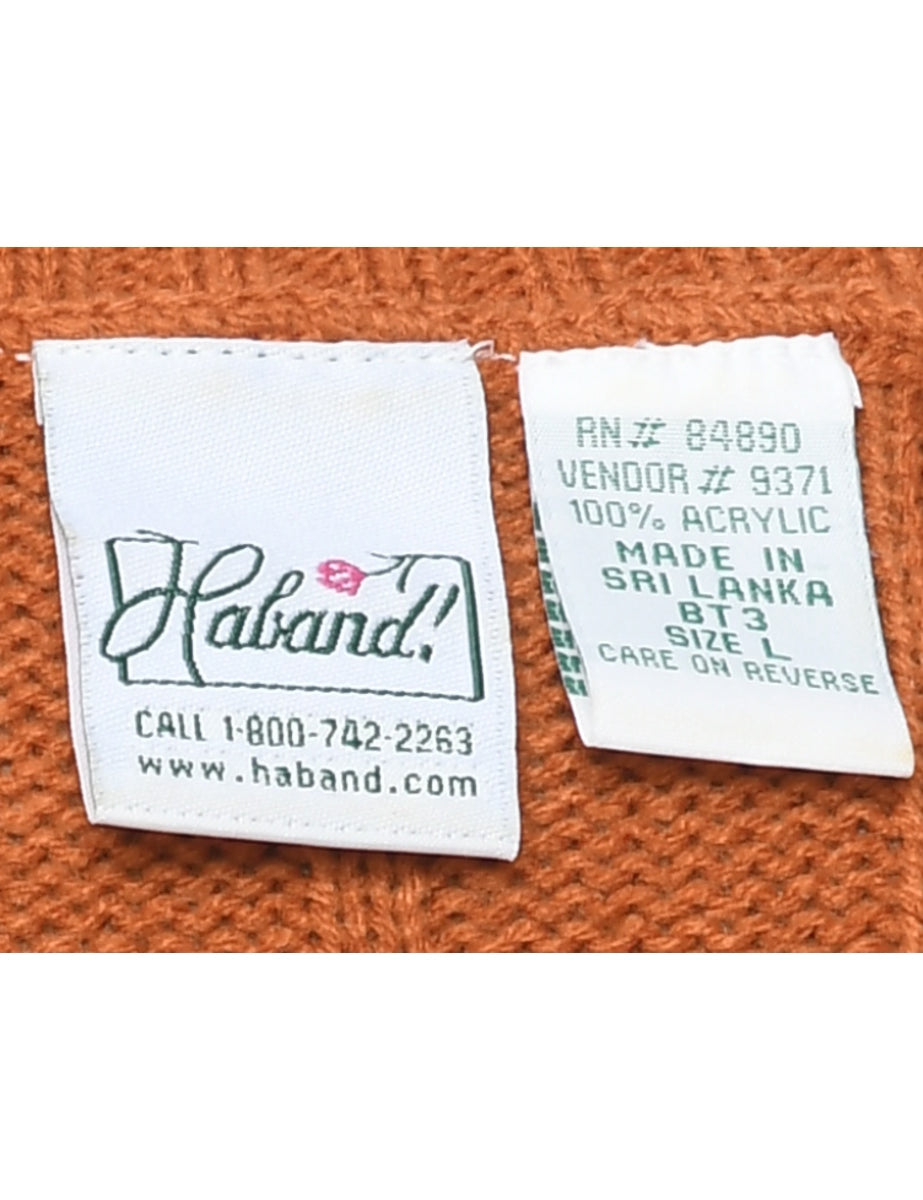 Haband!
CALL 1-800-742-2263
www.haband.com
RN# 84890
VENDOR # 9371
100% ACRYLIC
MADE IN
SRI LANKA
BT3
SIZE L
CARE ON REVERSE